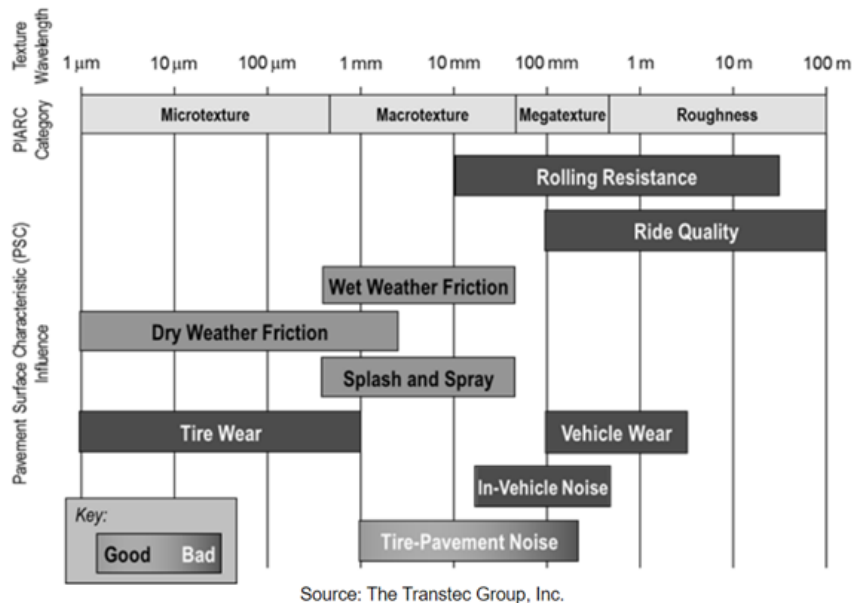 Texture
Wavelength
1 μm 10 μm 100 μm 1 mm 10 mm 100 mm 1 m 10 m 100 m
PIARC
Category
Microtexture Macrotexture Megatexture Roughness
Pavement Surface Characteristic (PSC)
Influence
Rolling Resistance
Ride Quality
Wet Weather Friction
Dry Weather Friction
Splash and Spray
Tire Wear Vehicle Wear
In-Vehicle Noise
Key:
Good Bad
Tire-Pavement Noise
Source: The Transtec Group, Inc.